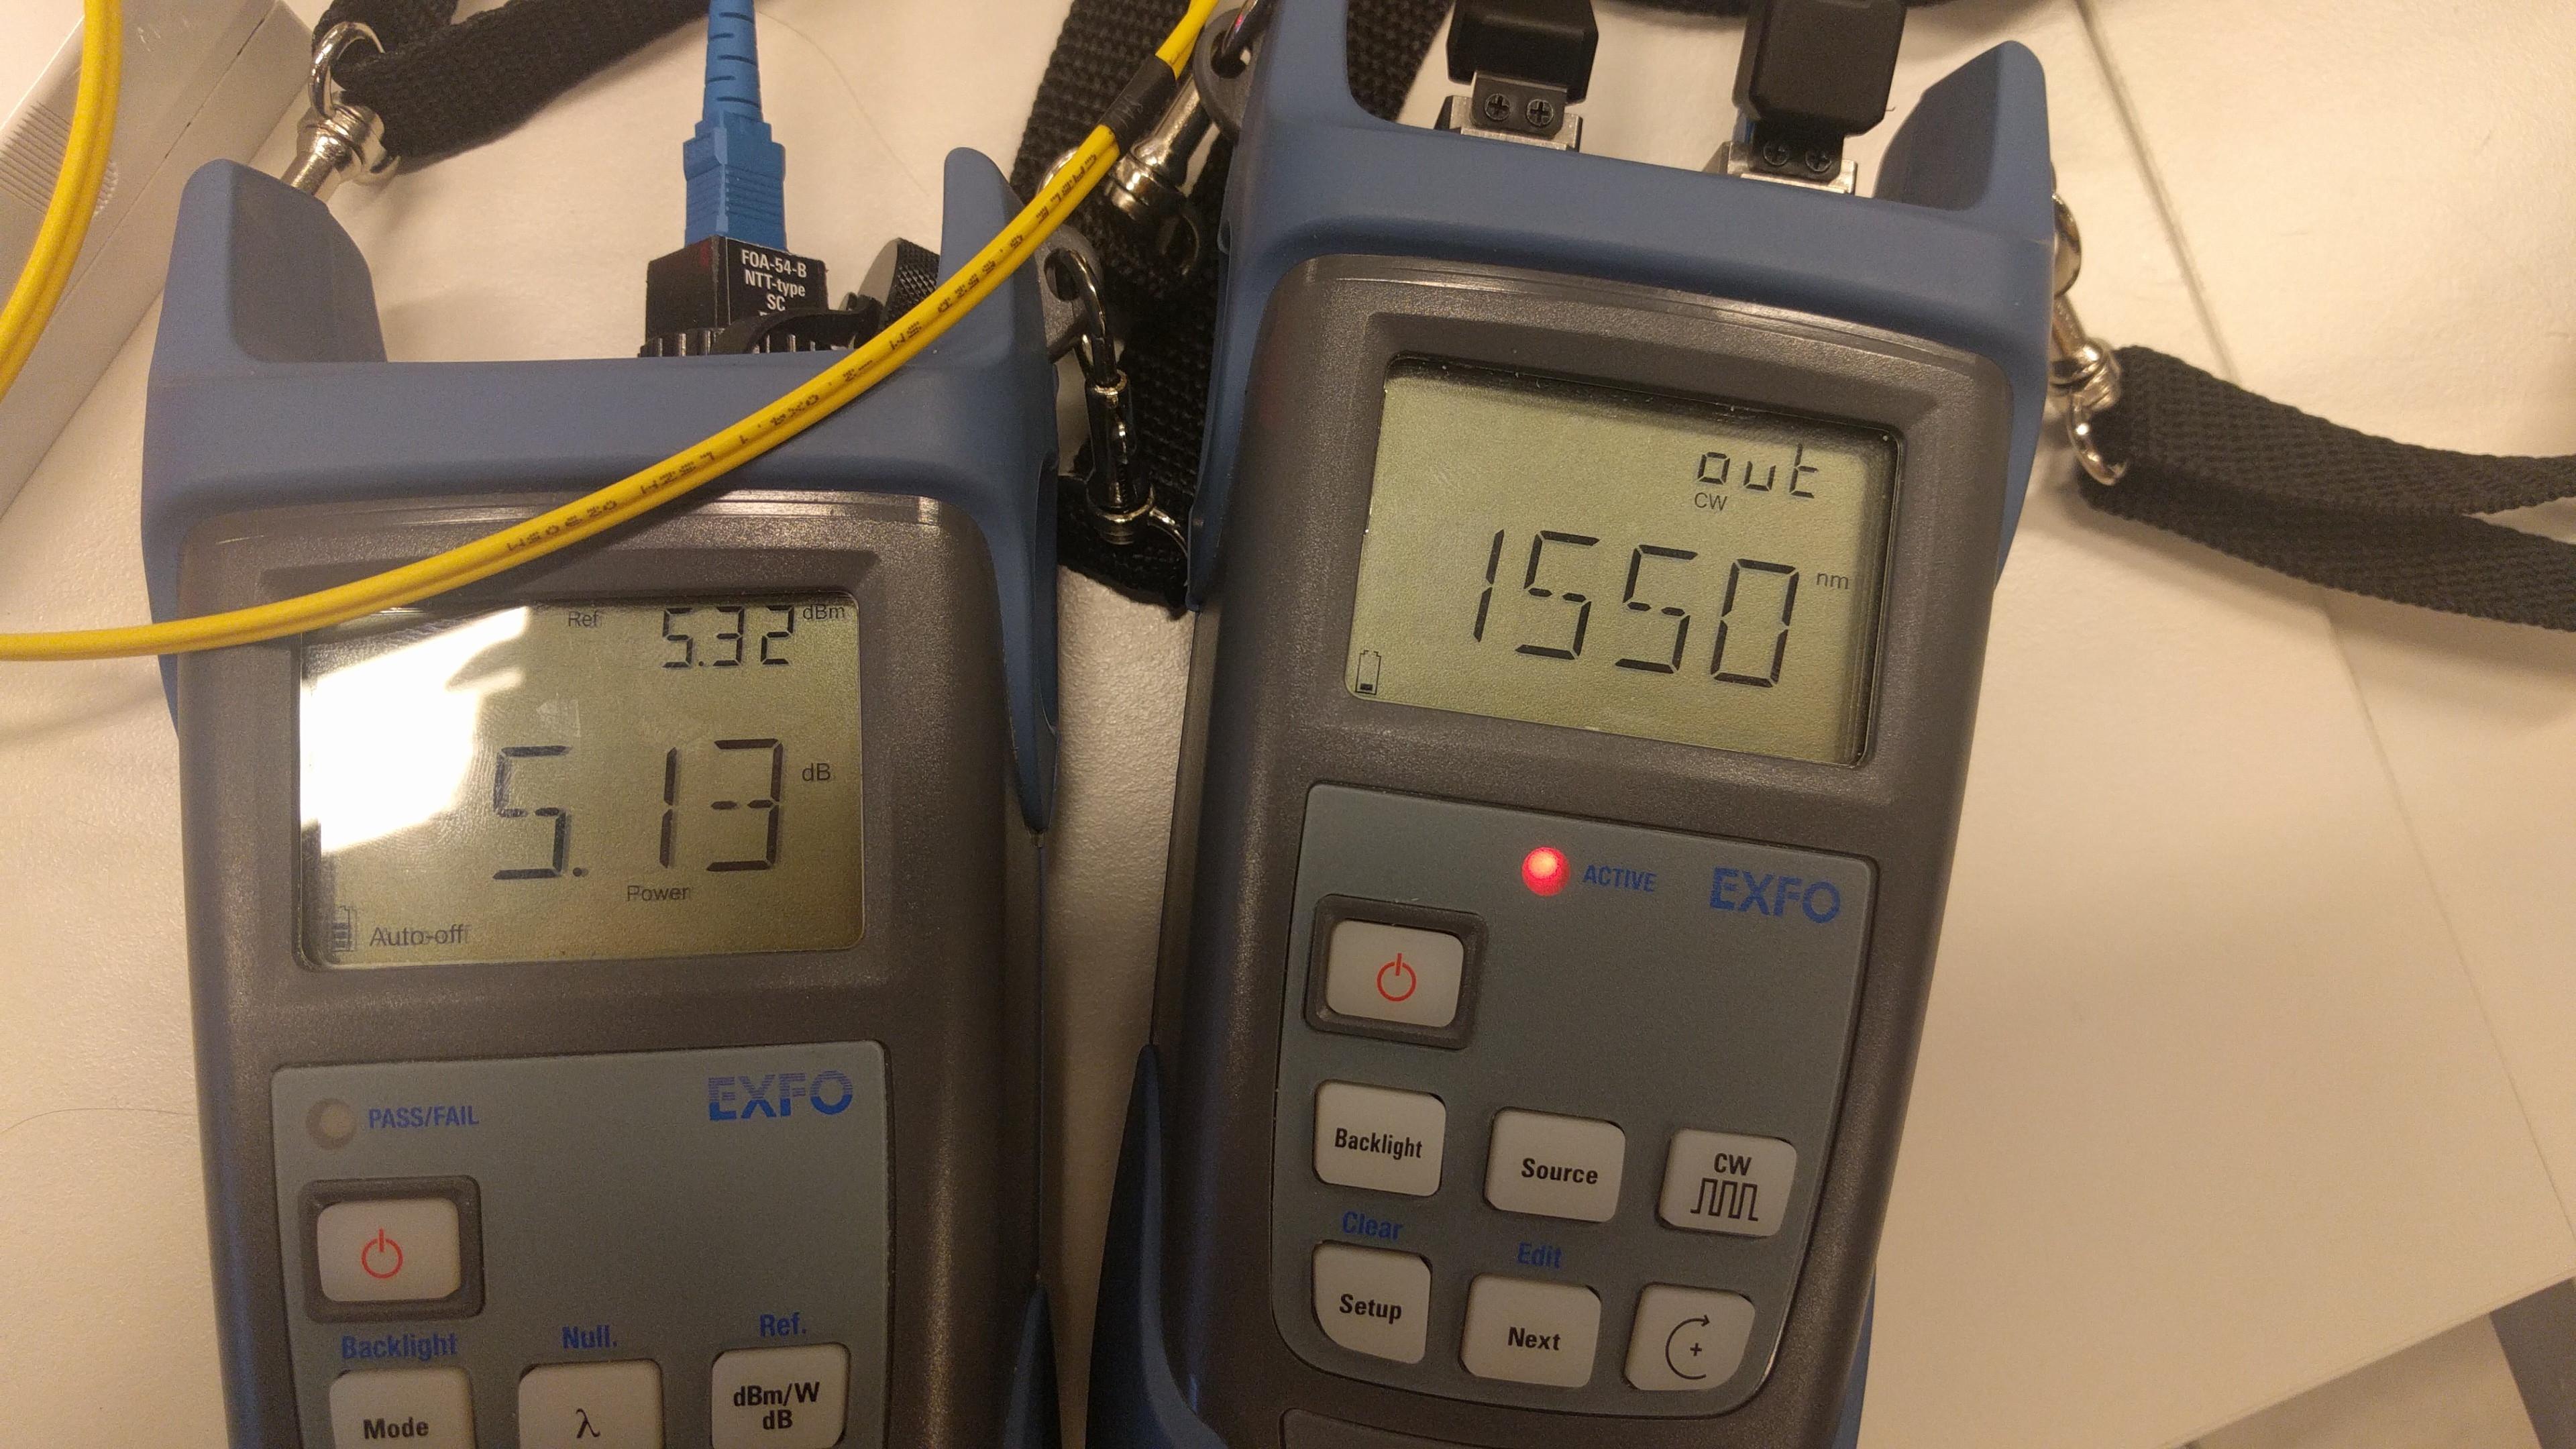 FOA-54-B
NTT-type
SC
Ref 5.32 dBm
5.13 dB
Power
Auto-off
EXFO
PASS/FAIL
Backlight Null. Ref.
Mode λ dBm/W
dB
out
CW
1550 nm
ACTIVE EXFO
Backlight Source CW
Clear Edit
Setup Next +